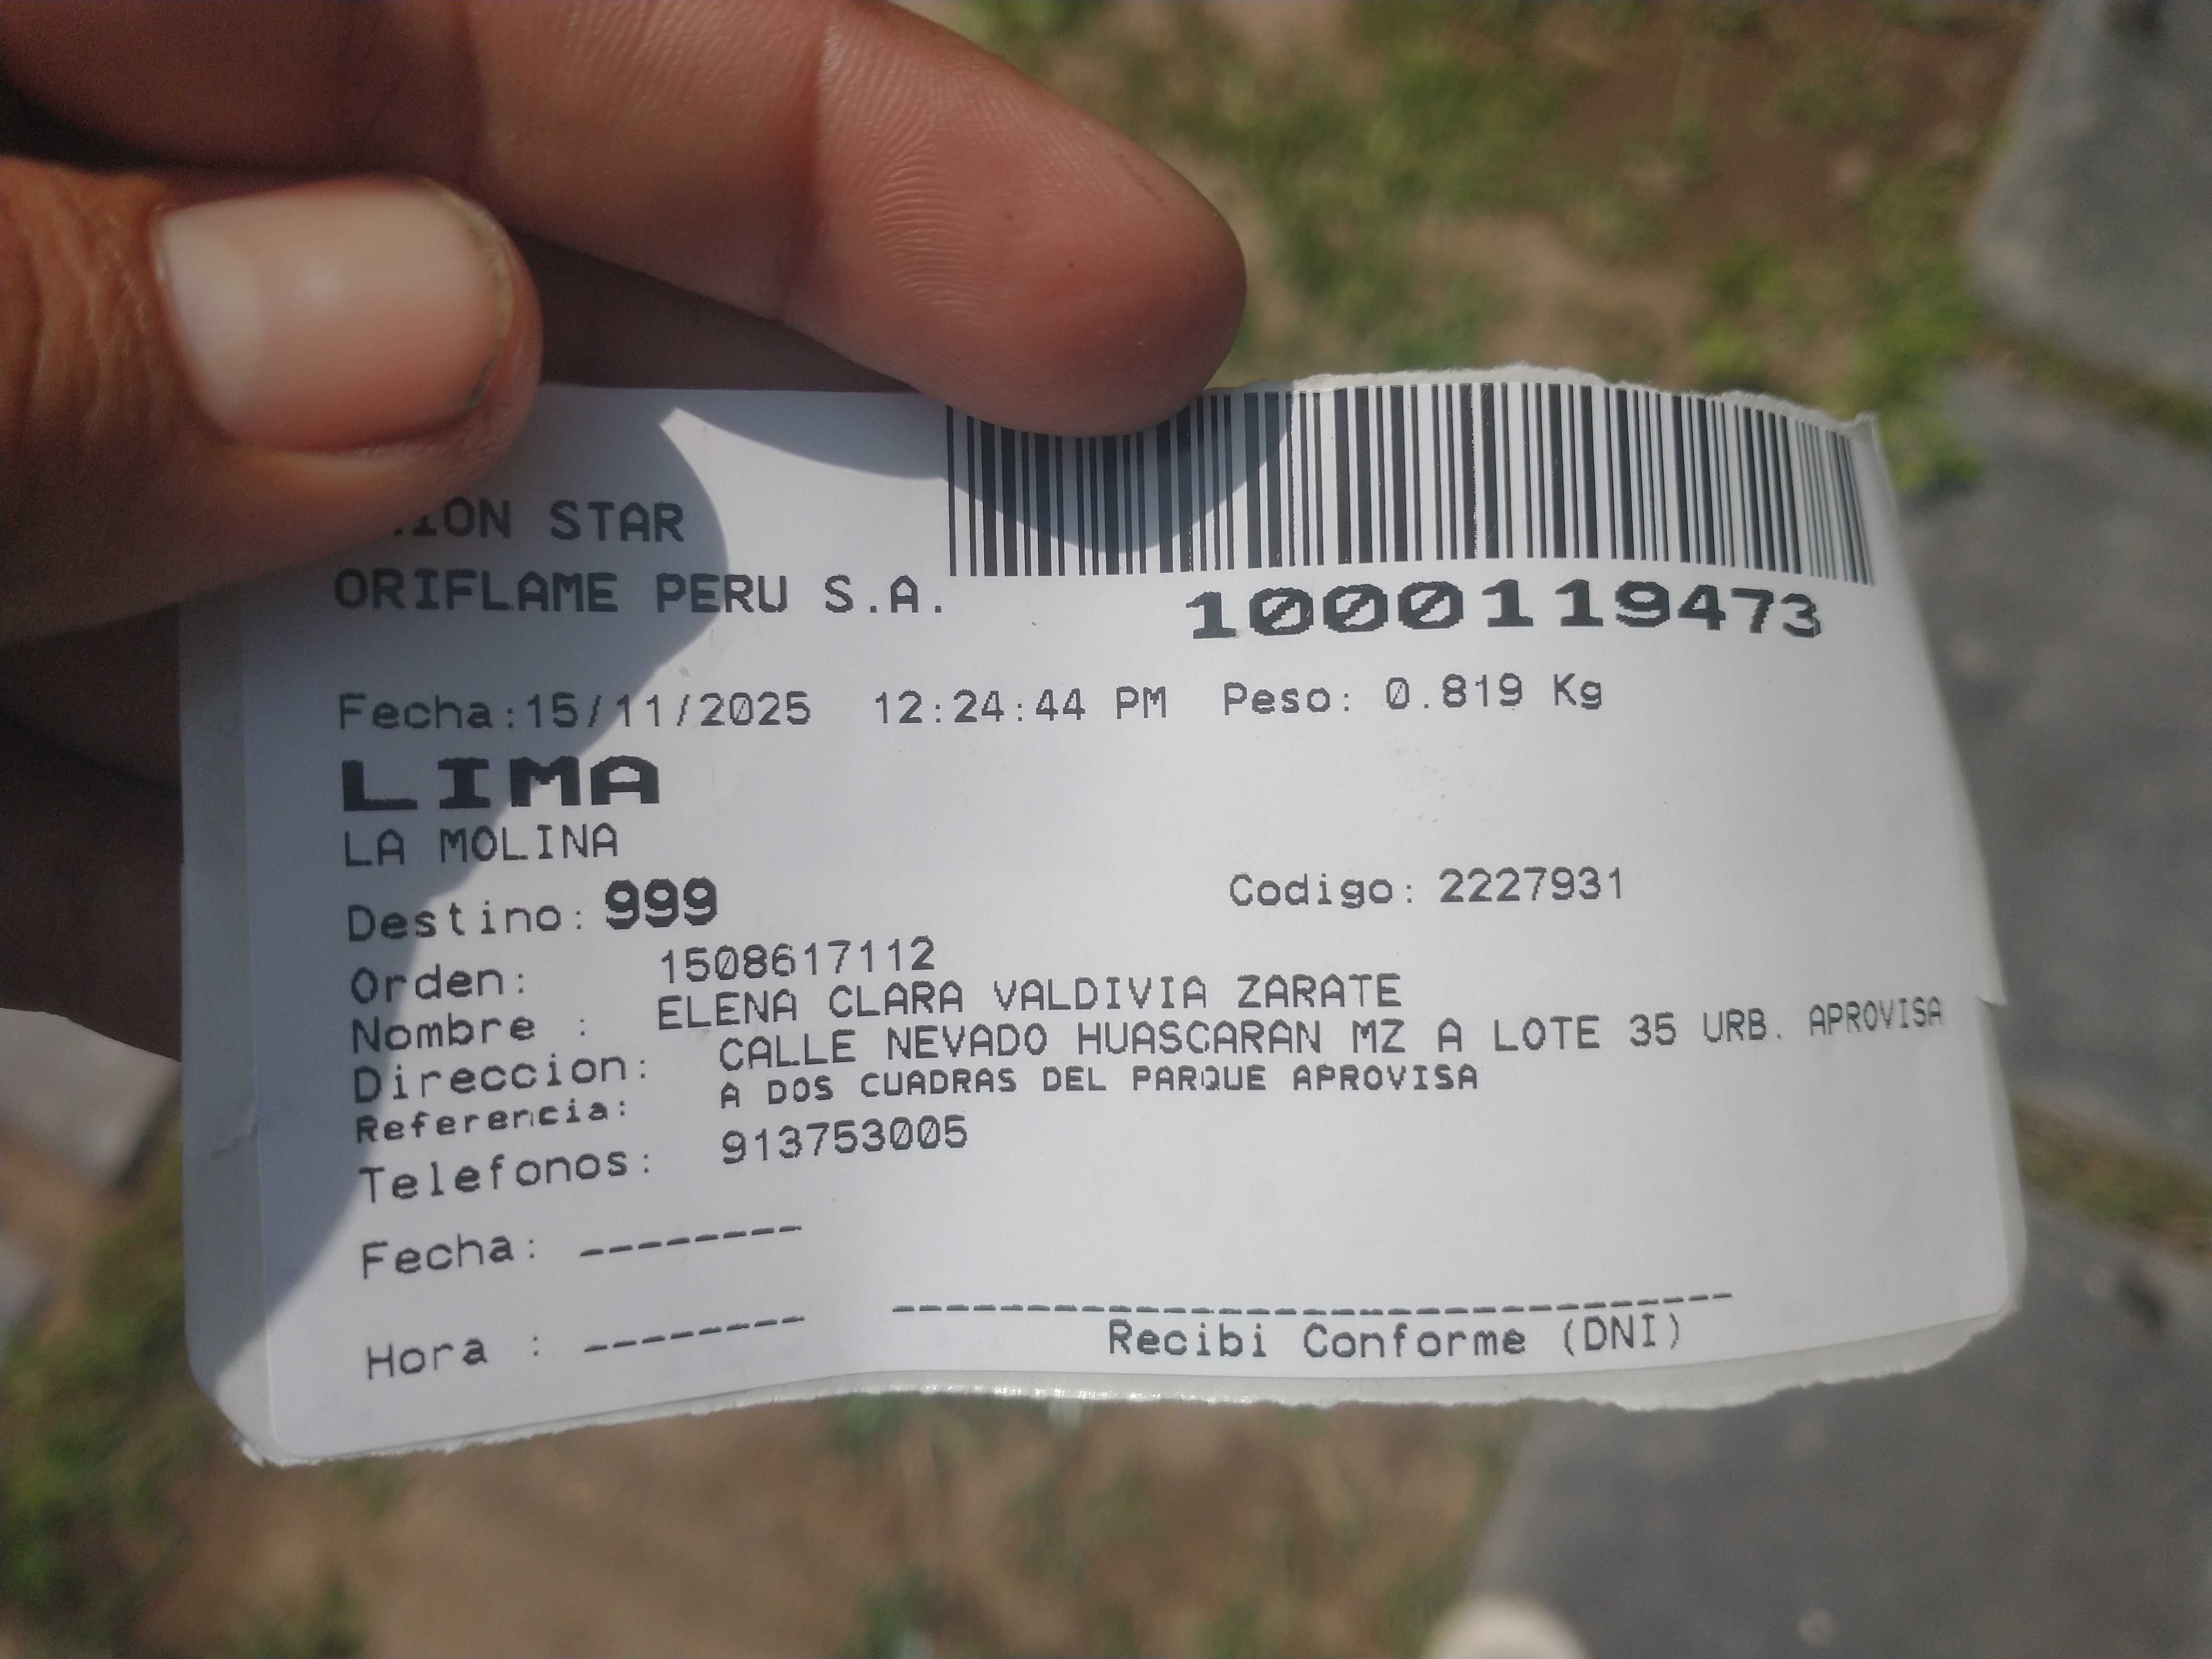 STAR
ORIFLAME PERU S.A.
1000119473
Fecha:15/11/2025 12:24:44 PM Peso: 0.819 Kg
LIMA
LA MOLINA
Destino: 999 Codigo: 2227931
Orden: 1508617112
Nombre : ELENA CLARA VALDIVIA ZARATE
Direccion: CALLE NEVADO HUASCARAN MZ A LOTE 35 URB. APROVISA
Referencia: A DOS CUADRAS DEL PARQUE APROVISA
Telefonos: 913753005
Fecha: --------
Hora : --------
Recibi Conforme (DNI)